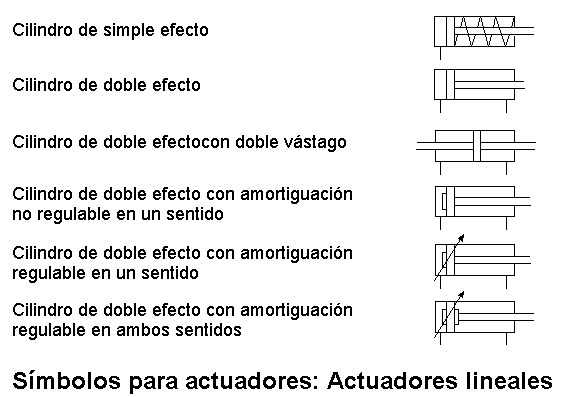 Cilindro de simple efecto
Cilindro de doble efecto
Cilindro de doble efectocon doble vástago
Cilindro de doble efecto con amortiguación
no regulable en un sentido
Cilindro de doble efecto con amortiguación
regulable en un sentido
Cilindro de doble efecto con amortiguación
regulable en ambos sentidos
Símbolos para actuadores: Actuadores lineales